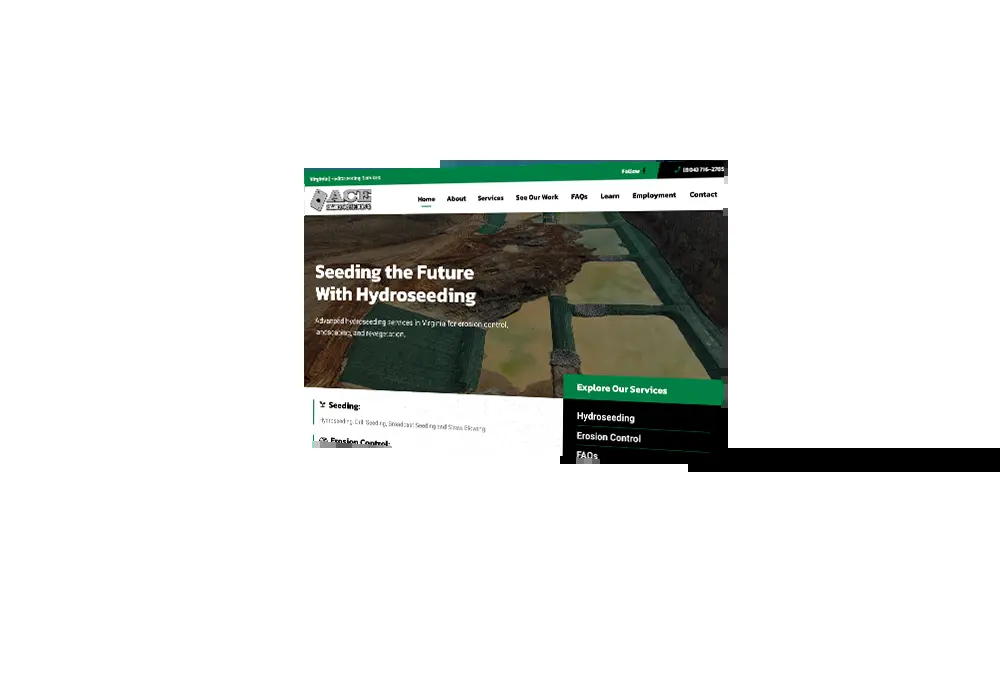 Virginia Hydroseeding Services
Follow
(804) 716-2765
ACE
HYDROSEEDING
Home
About
Services
See Our Work
FAQs
Learn
Employment
Contact
Seeding the Future
With Hydroseeding
Advanced hydroseeding services in Virginia for erosion control,
landscaping, and revegetation.
Explore Our Services
Seeding:
Hydroseeding, Drill Seeding, Broadcast Seeding and Straw Blowing
Erosion Control:
Hydroseeding
Erosion Control
FAQs